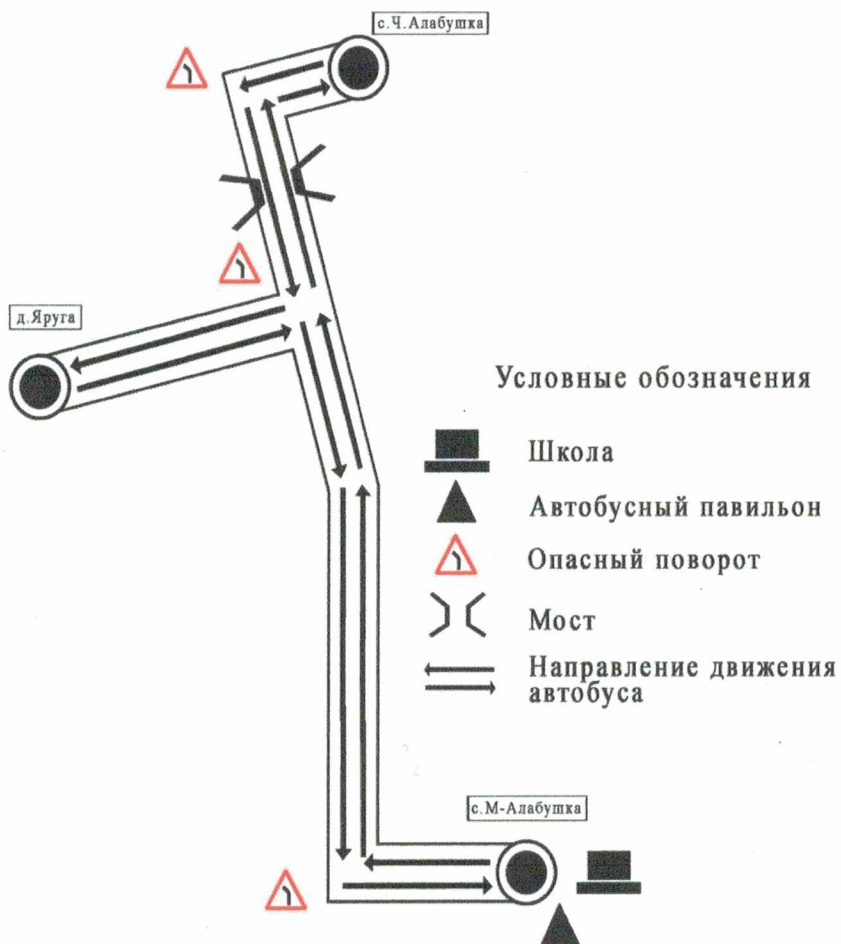 с.Ч.Алабушка
д.Яруга
Условные обозначения
Школа
Автобусный павильон
Опасный поворот
Мост
Направление движения
автобуса
с.М-Алабушка